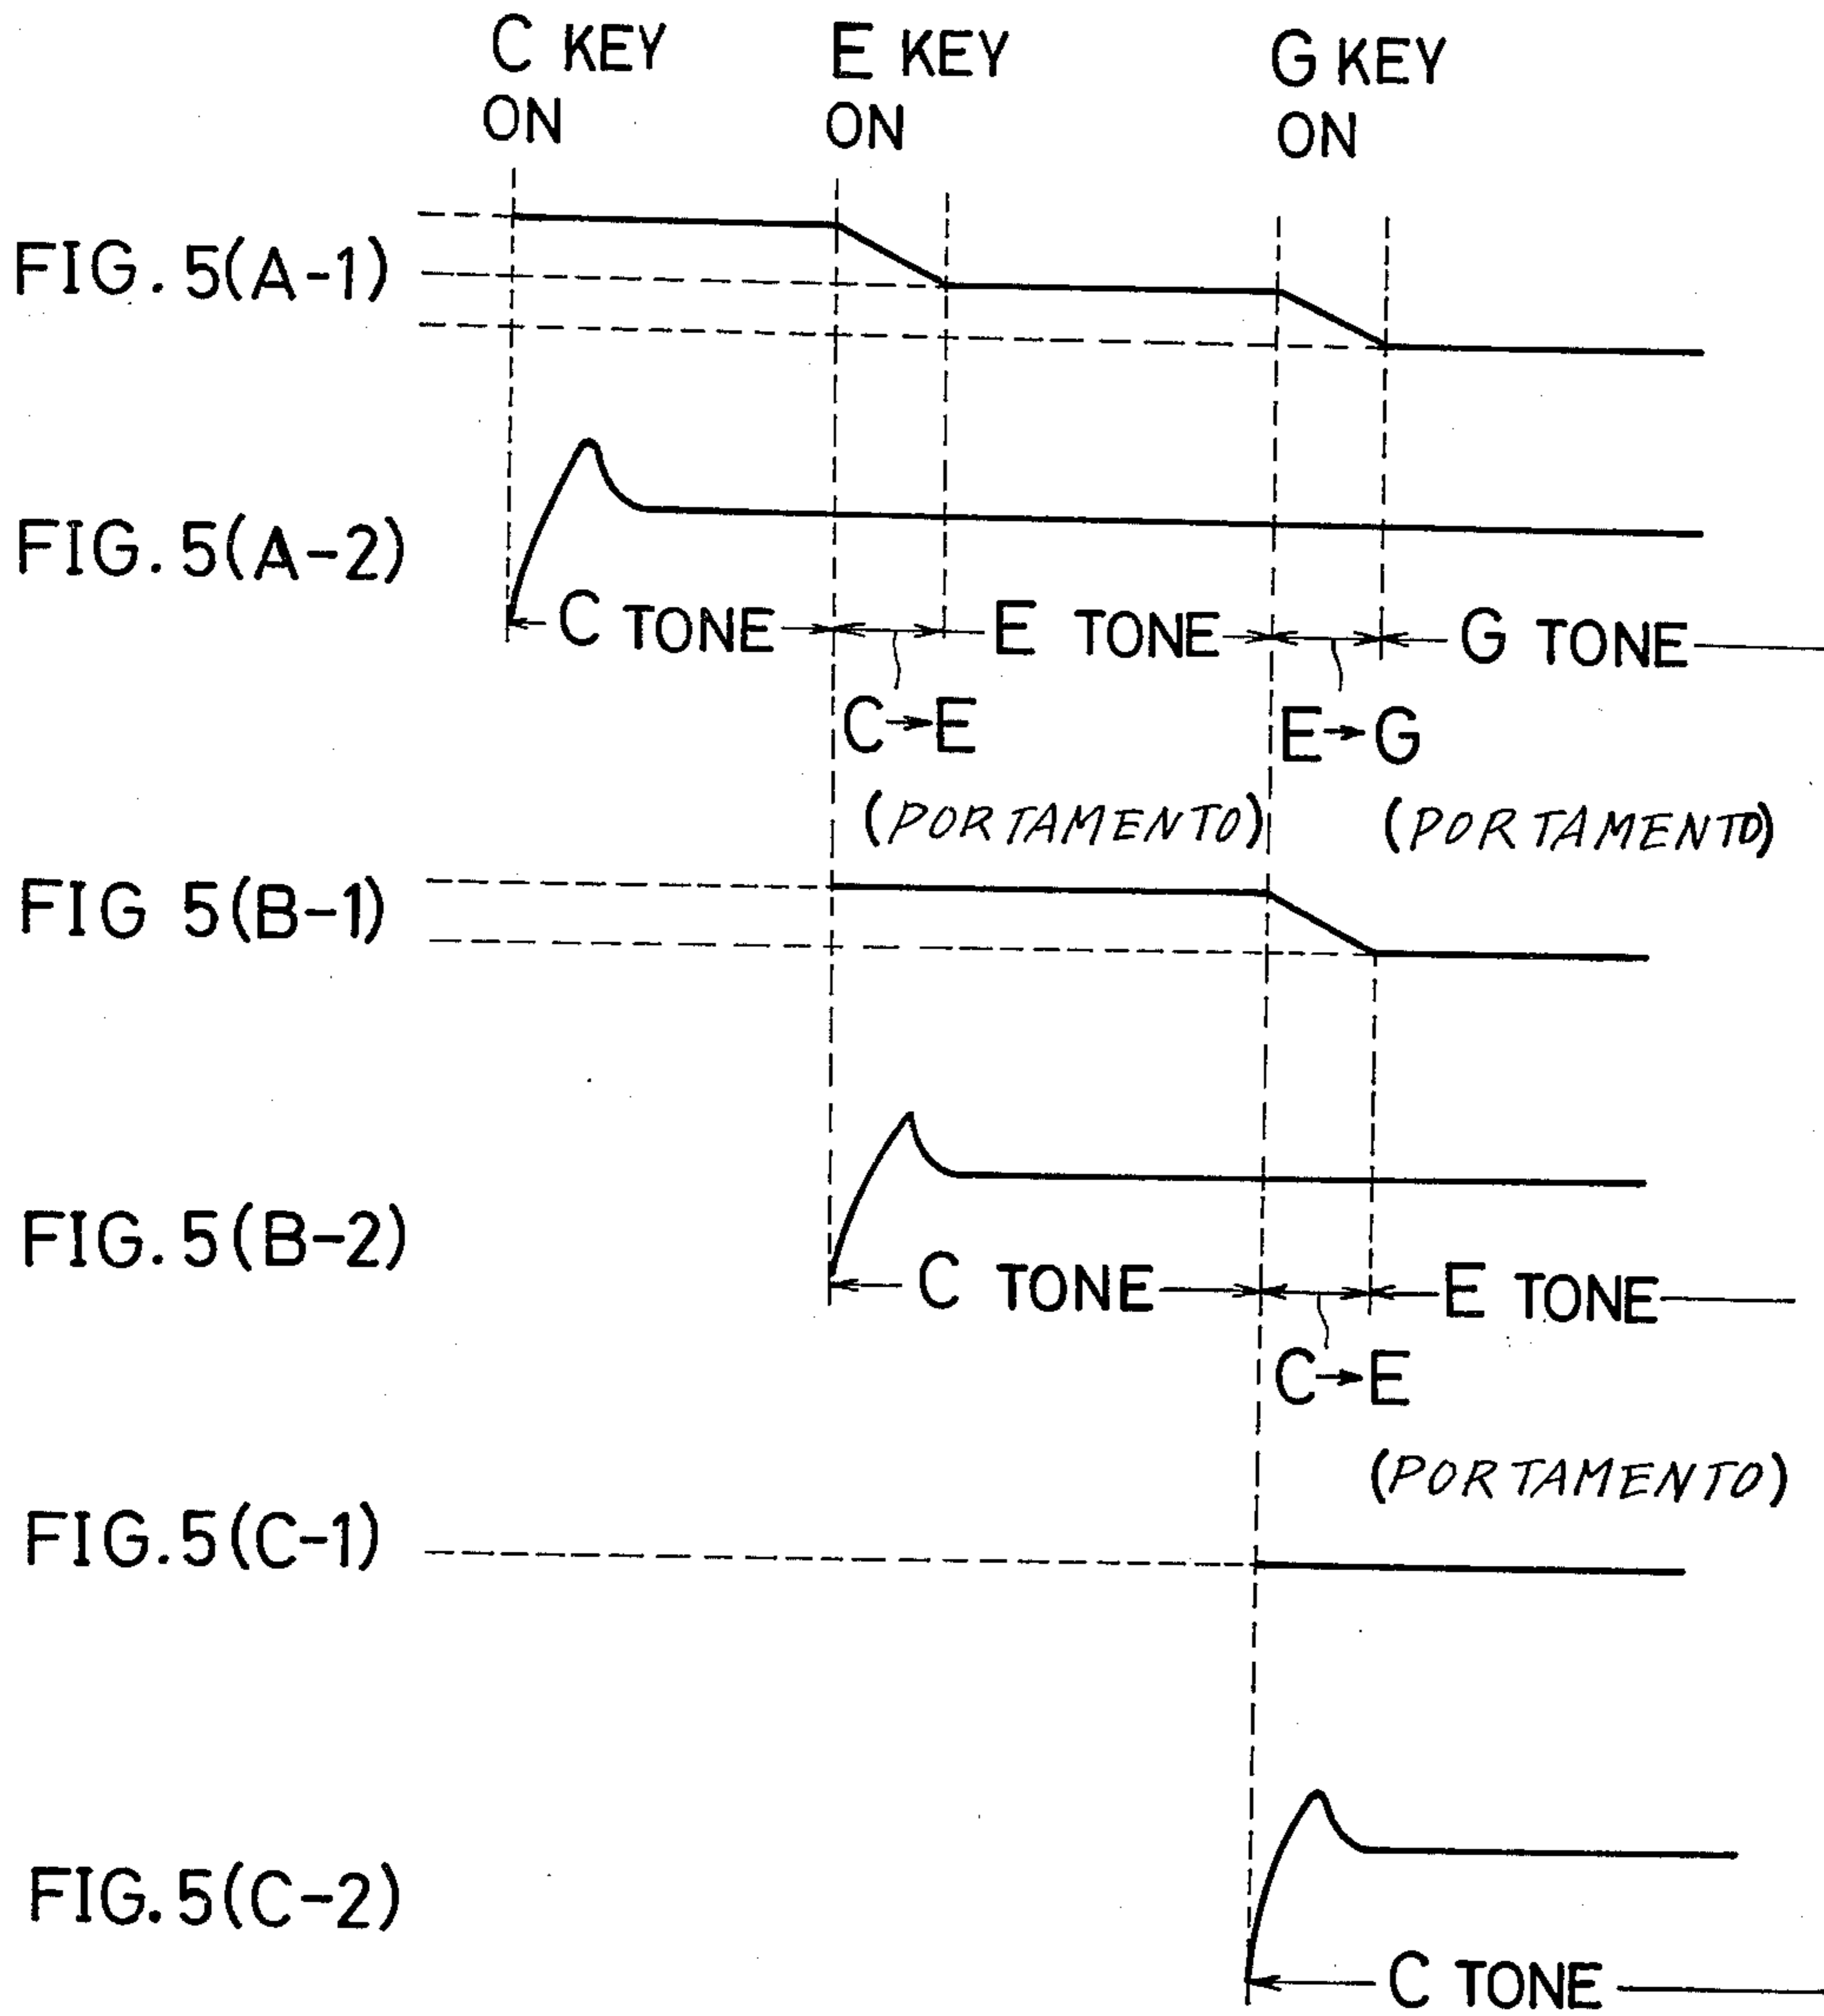 C KEY ON
E KEY ON
G KEY ON
FIG. 5(A-1)
FIG. 5(A-2)
C TONE
E TONE
G TONE
C→E
E→G
(PORTAMENTO)
(PORTAMENTO)
FIG 5(B-1)
FIG. 5(B-2)
C TONE
E TONE
C→E
(PORTAMENTO)
FIG. 5(C-1)
FIG. 5(C-2)
C TONE